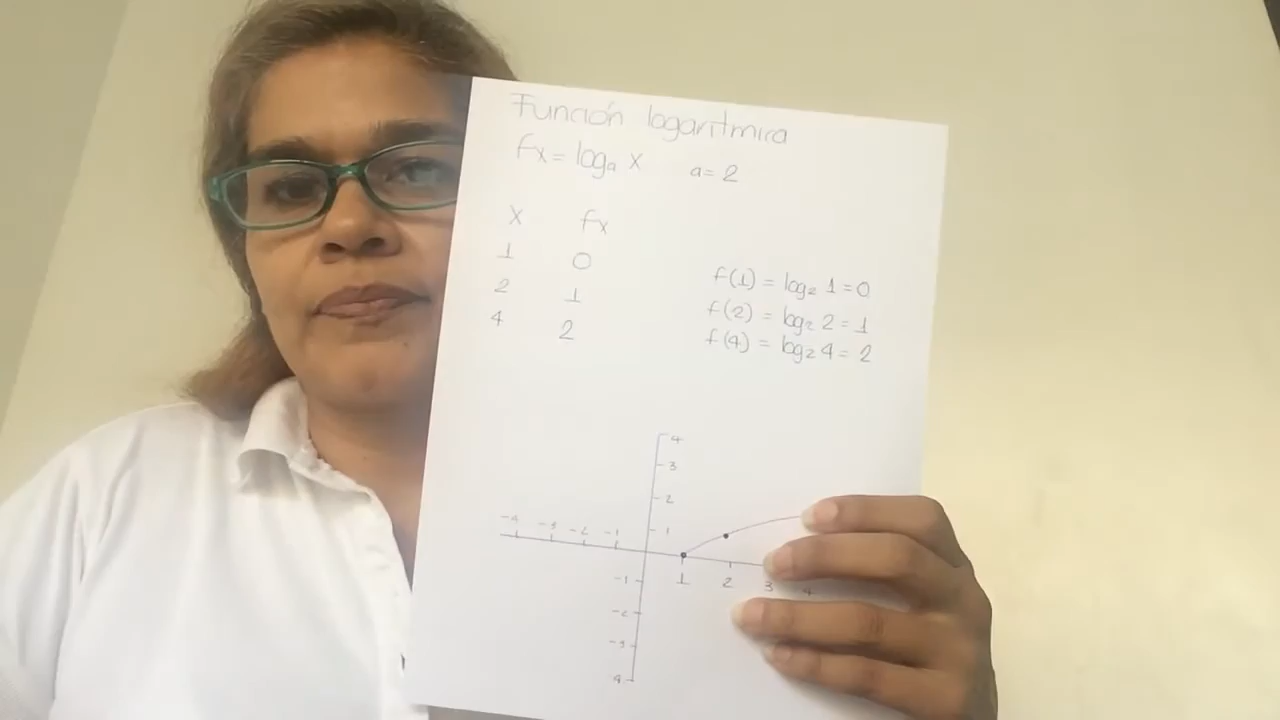 Función logarítmica
fx = logₐ x a = 2
x fx
1 0
2 1
4 2
f(1) = log₂ 1 = 0
f(2) = log₂ 2 = 1
f(4) = log₂ 4 = 2
4
3
2
1
-4 -3 -2 -1
1 2 3 4
-1
-2
-3
4